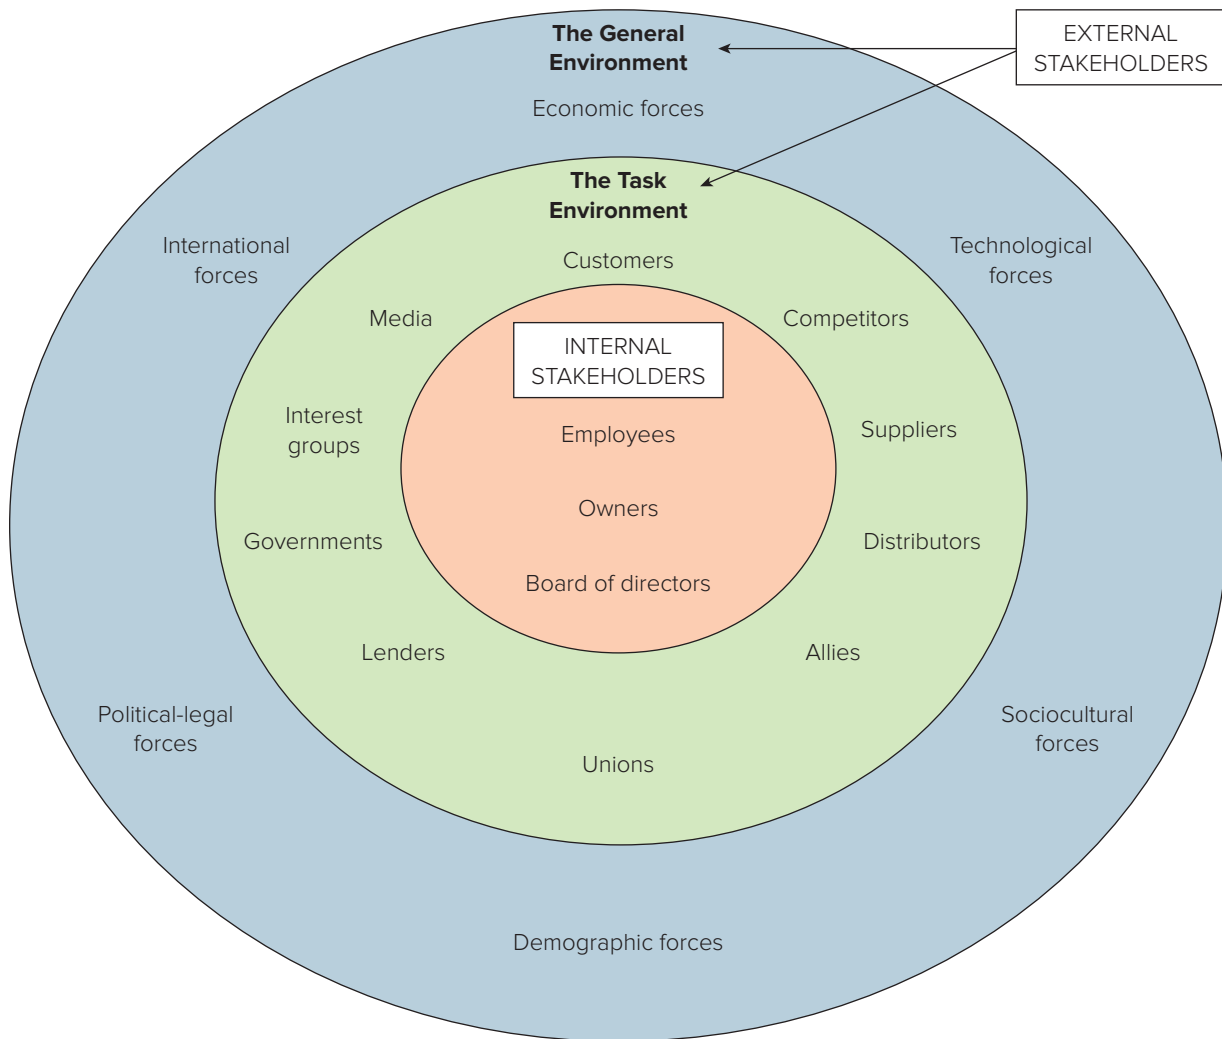 The General
Environment
EXTERNAL
STAKEHOLDERS
Economic forces
The Task
Environment
International
forces
Technological
forces
Customers
Media
Competitors
INTERNAL
STAKEHOLDERS
Interest
groups
Employees
Suppliers
Owners
Governments
Distributors
Board of directors
Lenders
Allies
Political-legal
forces
Sociocultural
forces
Unions
Demographic forces